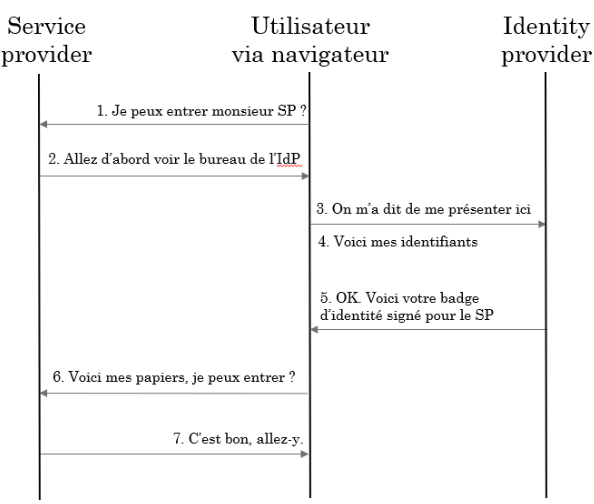 Service
provider
Utilisateur
via navigateur
Identity
provider
1. Je peux entrer monsieur SP ?
2. Allez d'abord voir le bureau de l'IdP
3. On m'a dit de me présenter ici
4. Voici mes identifiants
5. OK. Voici votre badge
d'identité signé pour le SP
6. Voici mes papiers, je peux entrer ?
7. C'est bon, allez-y.